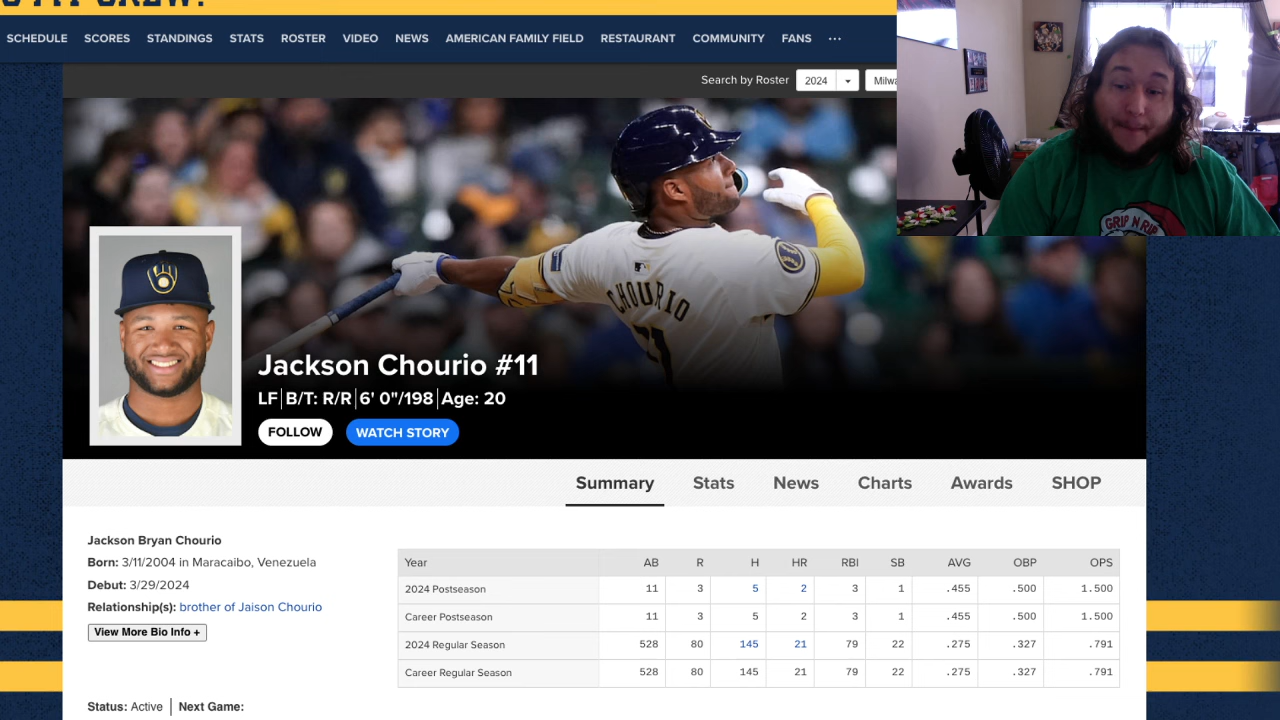 SCHEDULE SCORES STANDINGS STATS ROSTER VIDEO NEWS AMERICAN FAMILY FIELD RESTAURANT COMMUNITY FANS ...
Search by Roster 2024
GRIP N RIP
CHOURIO
Jackson Chourio #11
LF B/T: R/R 6' 0"/198 Age: 20
FOLLOW WATCH STORY
Summary Stats News Charts Awards SHOP
Jackson Bryan Chourio
Born: 3/11/2004 in Maracaibo, Venezuela
Debut: 3/29/2024
Relationship(s): brother of Jaison Chourio
View More Bio Info +
Year AB R H HR RBI SB AVG OBP OPS
2024 Postseason 11 3 5 2 3 1 .455 .500 1.500
Career Postseason 11 3 5 2 3 1 .455 .500 1.500
2024 Regular Season 528 80 145 21 79 22 .275 .327 .791
Career Regular Season 528 80 145 21 79 22 .275 .327 .791
Status: Active Next Game: